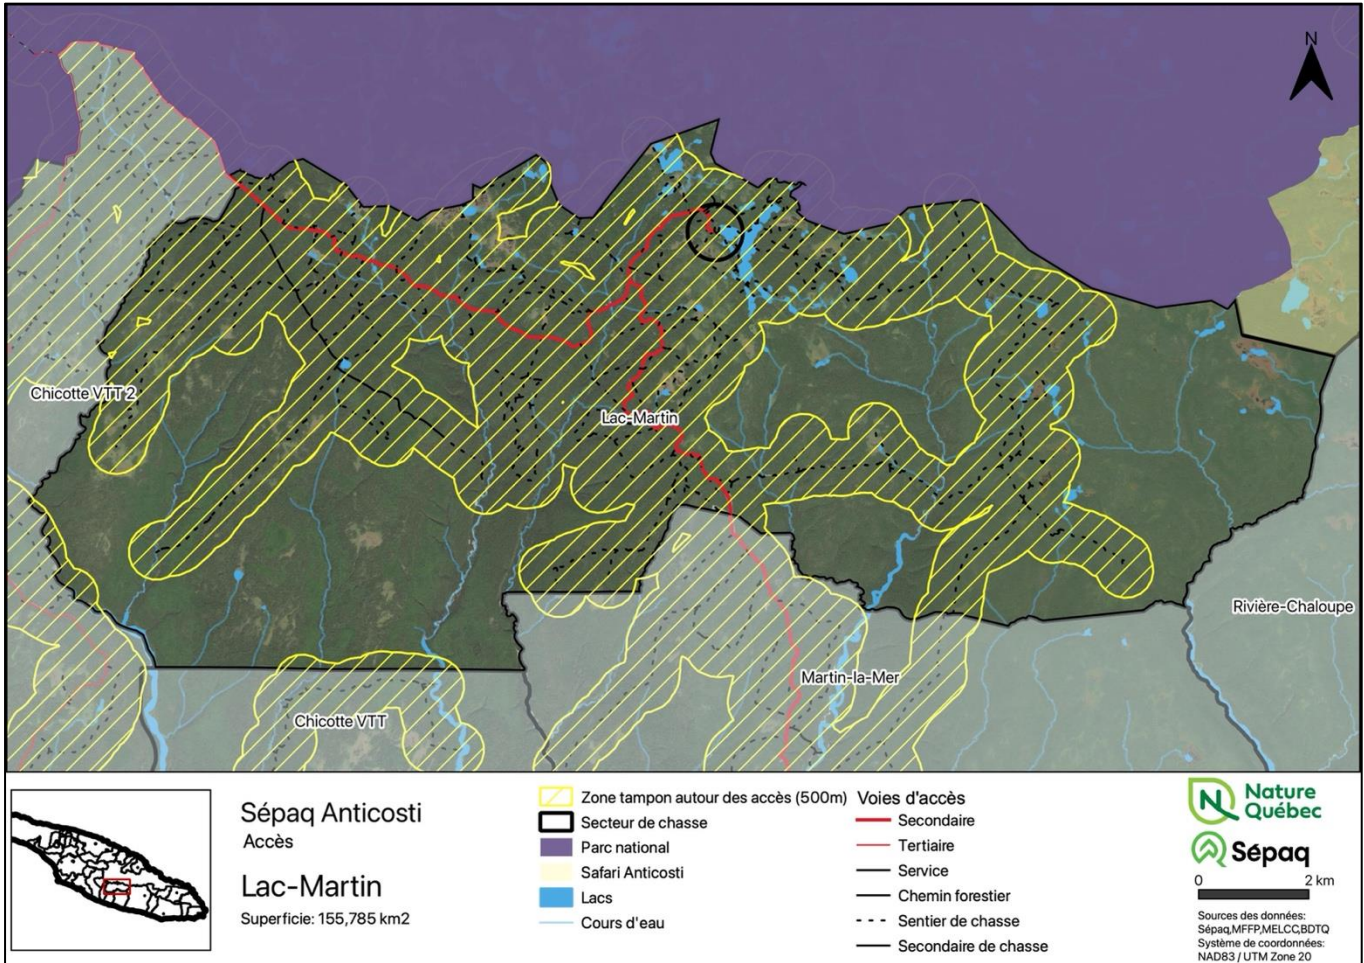 N
Chicotte VTT 2
Lac-Martin
Rivière-Chaloupe
Martin-la-Mer
Chicotte VTT
Sépaq Anticosti
Accès
Lac-Martin
Superficie: 155,785 km2
Zone tampon autour des accès (500m)
Secteur de chasse
Parc national
Safari Anticosti
Lacs
Cours d'eau
Voies d'accès
Secondaire
Tertiaire
Service
Chemin forestier
Sentier de chasse
Secondaire de chasse
Nature
Québec
Sépaq
0 2 km
Sources des données:
Sépaq,MFFP,MELCC,BDTQ
Système de coordonnées:
NAD83 / UTM Zone 20